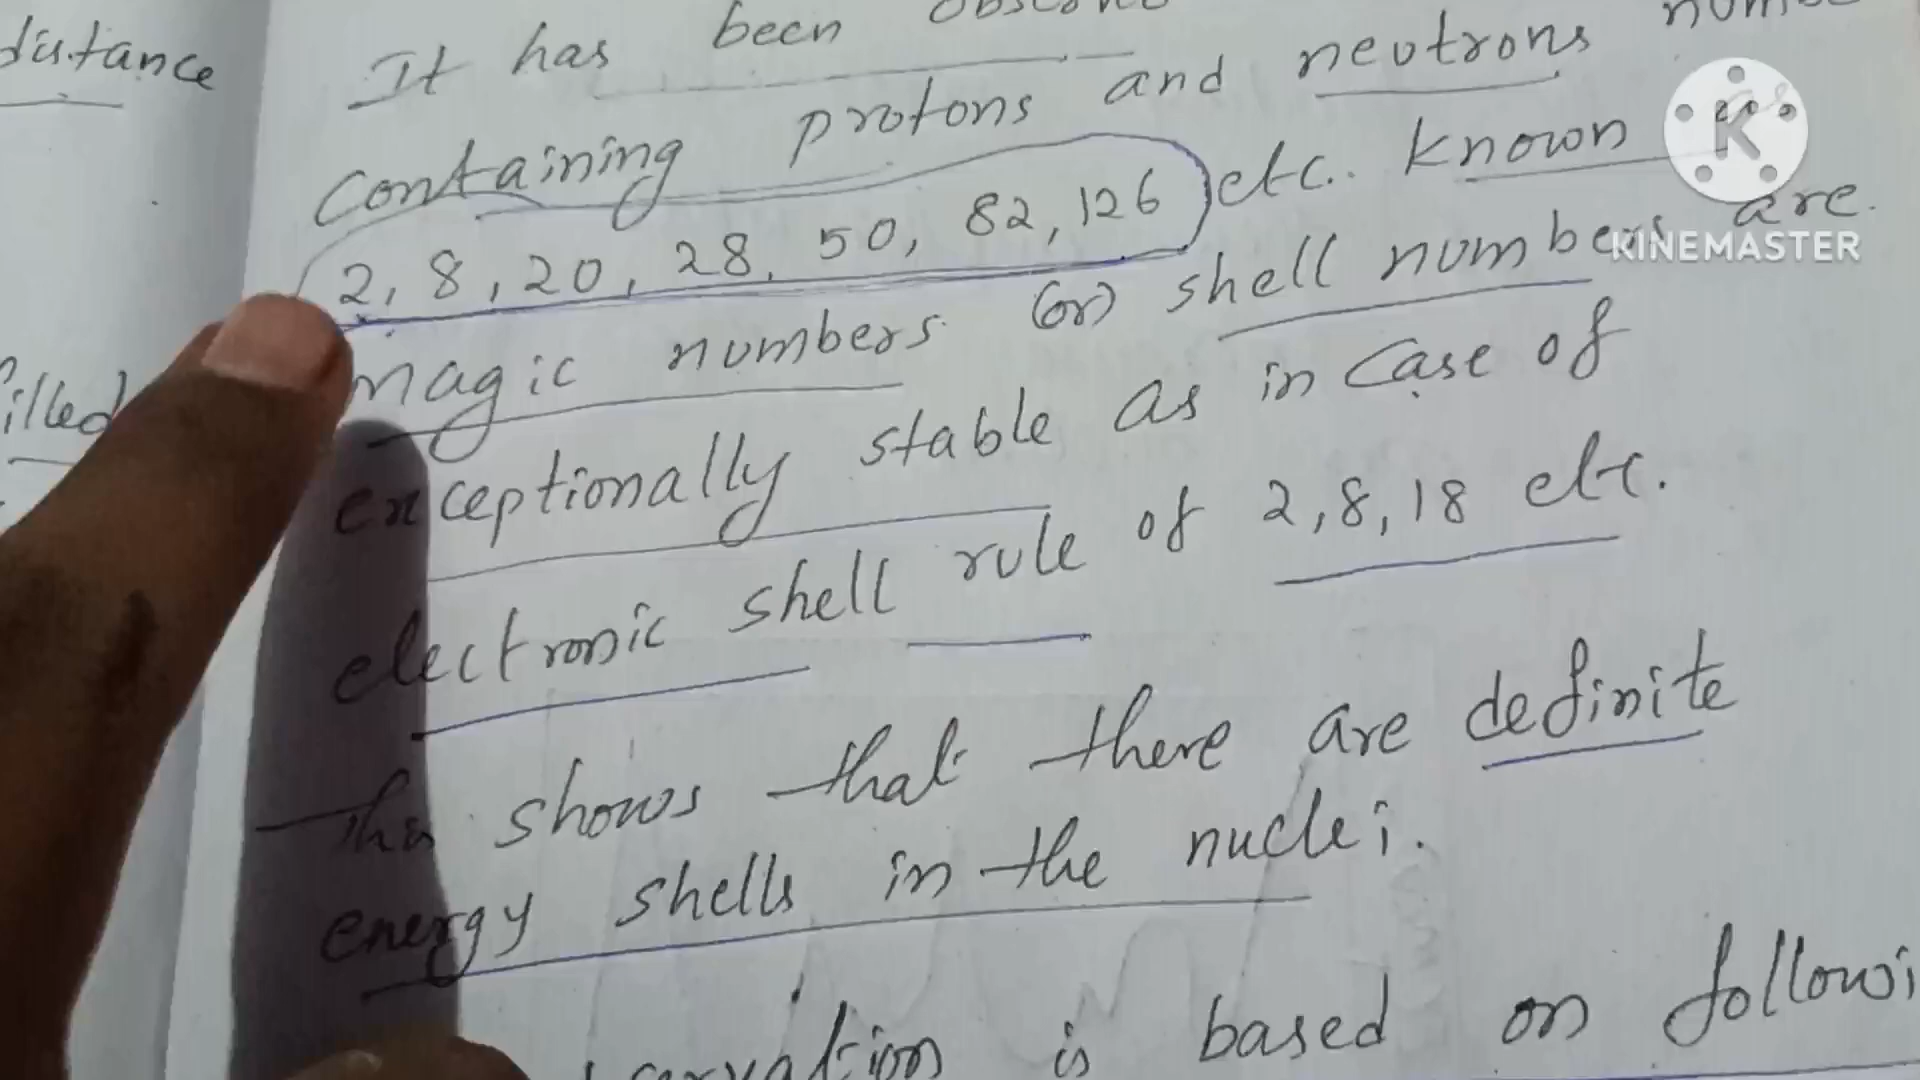 distance
It has been
containing protons and neutrons
2, 8, 20, 28, 50, 82, 126 etc.. known as
magic numbers (or) shell numbers are.
exceptionally stable as in case of
electronic shell rule of 2, 8, 18 etc.
This shows that there are definite
energy shells in the nuclei.
is based on
KINEMASTER